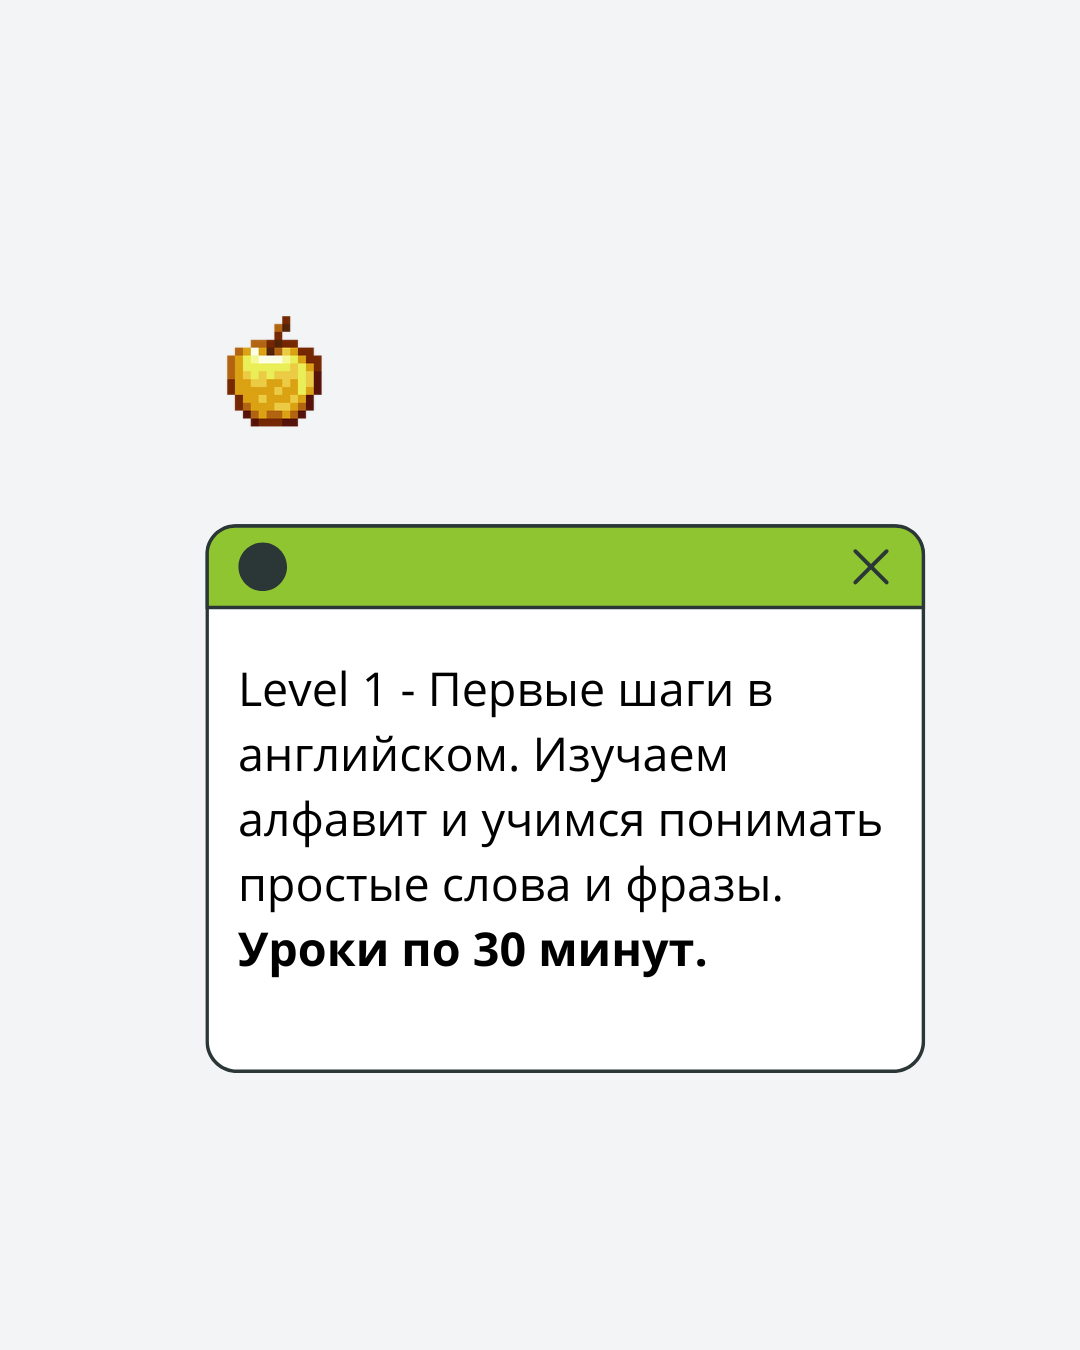 Level 1 - Первые шаги в
английском. Изучаем
алфавит и учимся понимать
простые слова и фразы.
Уроки по 30 минут.